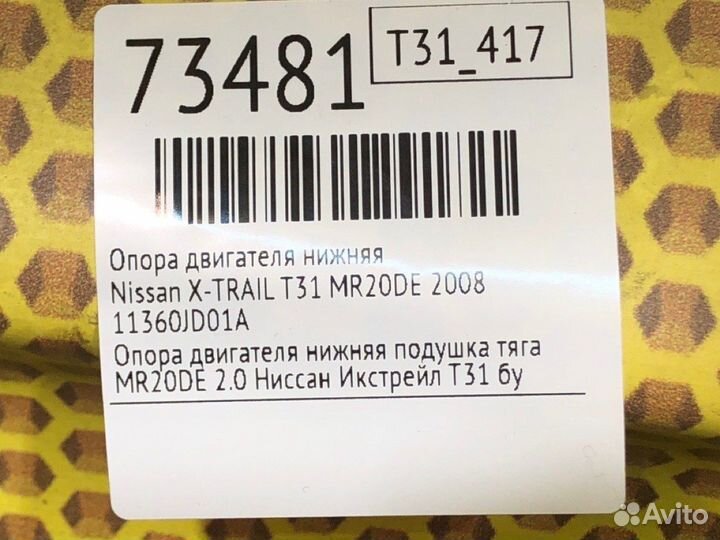 73481
T31_417
Опора двигателя нижняя
Nissan X-TRAIL T31 MR20DE 2008
11360JD01A
Опора двигателя нижняя подушка тяга
MR20DE 2.0 Ниссан Икстрейл Т31 бу
Avito